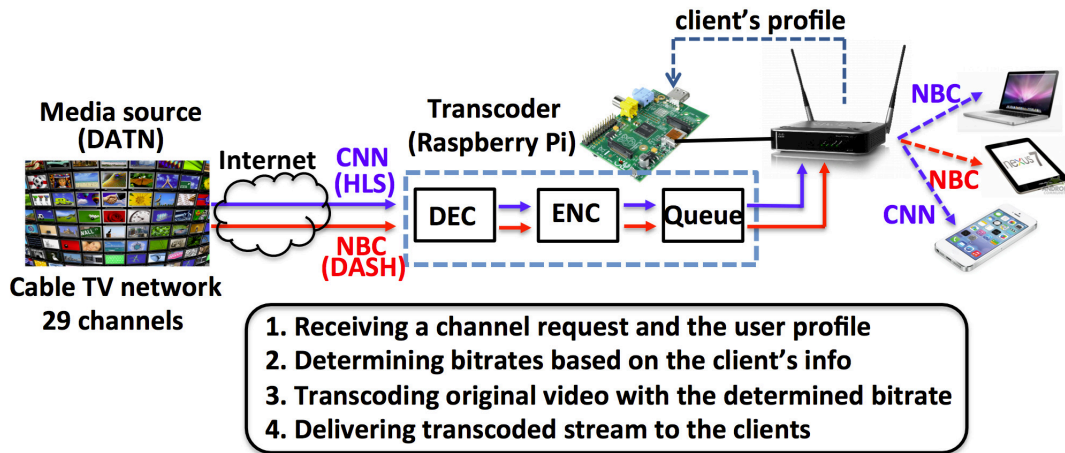 client's profile
Media source
(DATN)
Transcoder
(Raspberry Pi)
Internet
CNN
(HLS)
NBC
(DASH)
DEC
ENC
Queue
NBC
NBC
CNN
nexus 7
Cable TV network
29 channels
1. Receiving a channel request and the user profile
2. Determining bitrates based on the client's info
3. Transcoding original video with the determined bitrate
4. Delivering transcoded stream to the clients